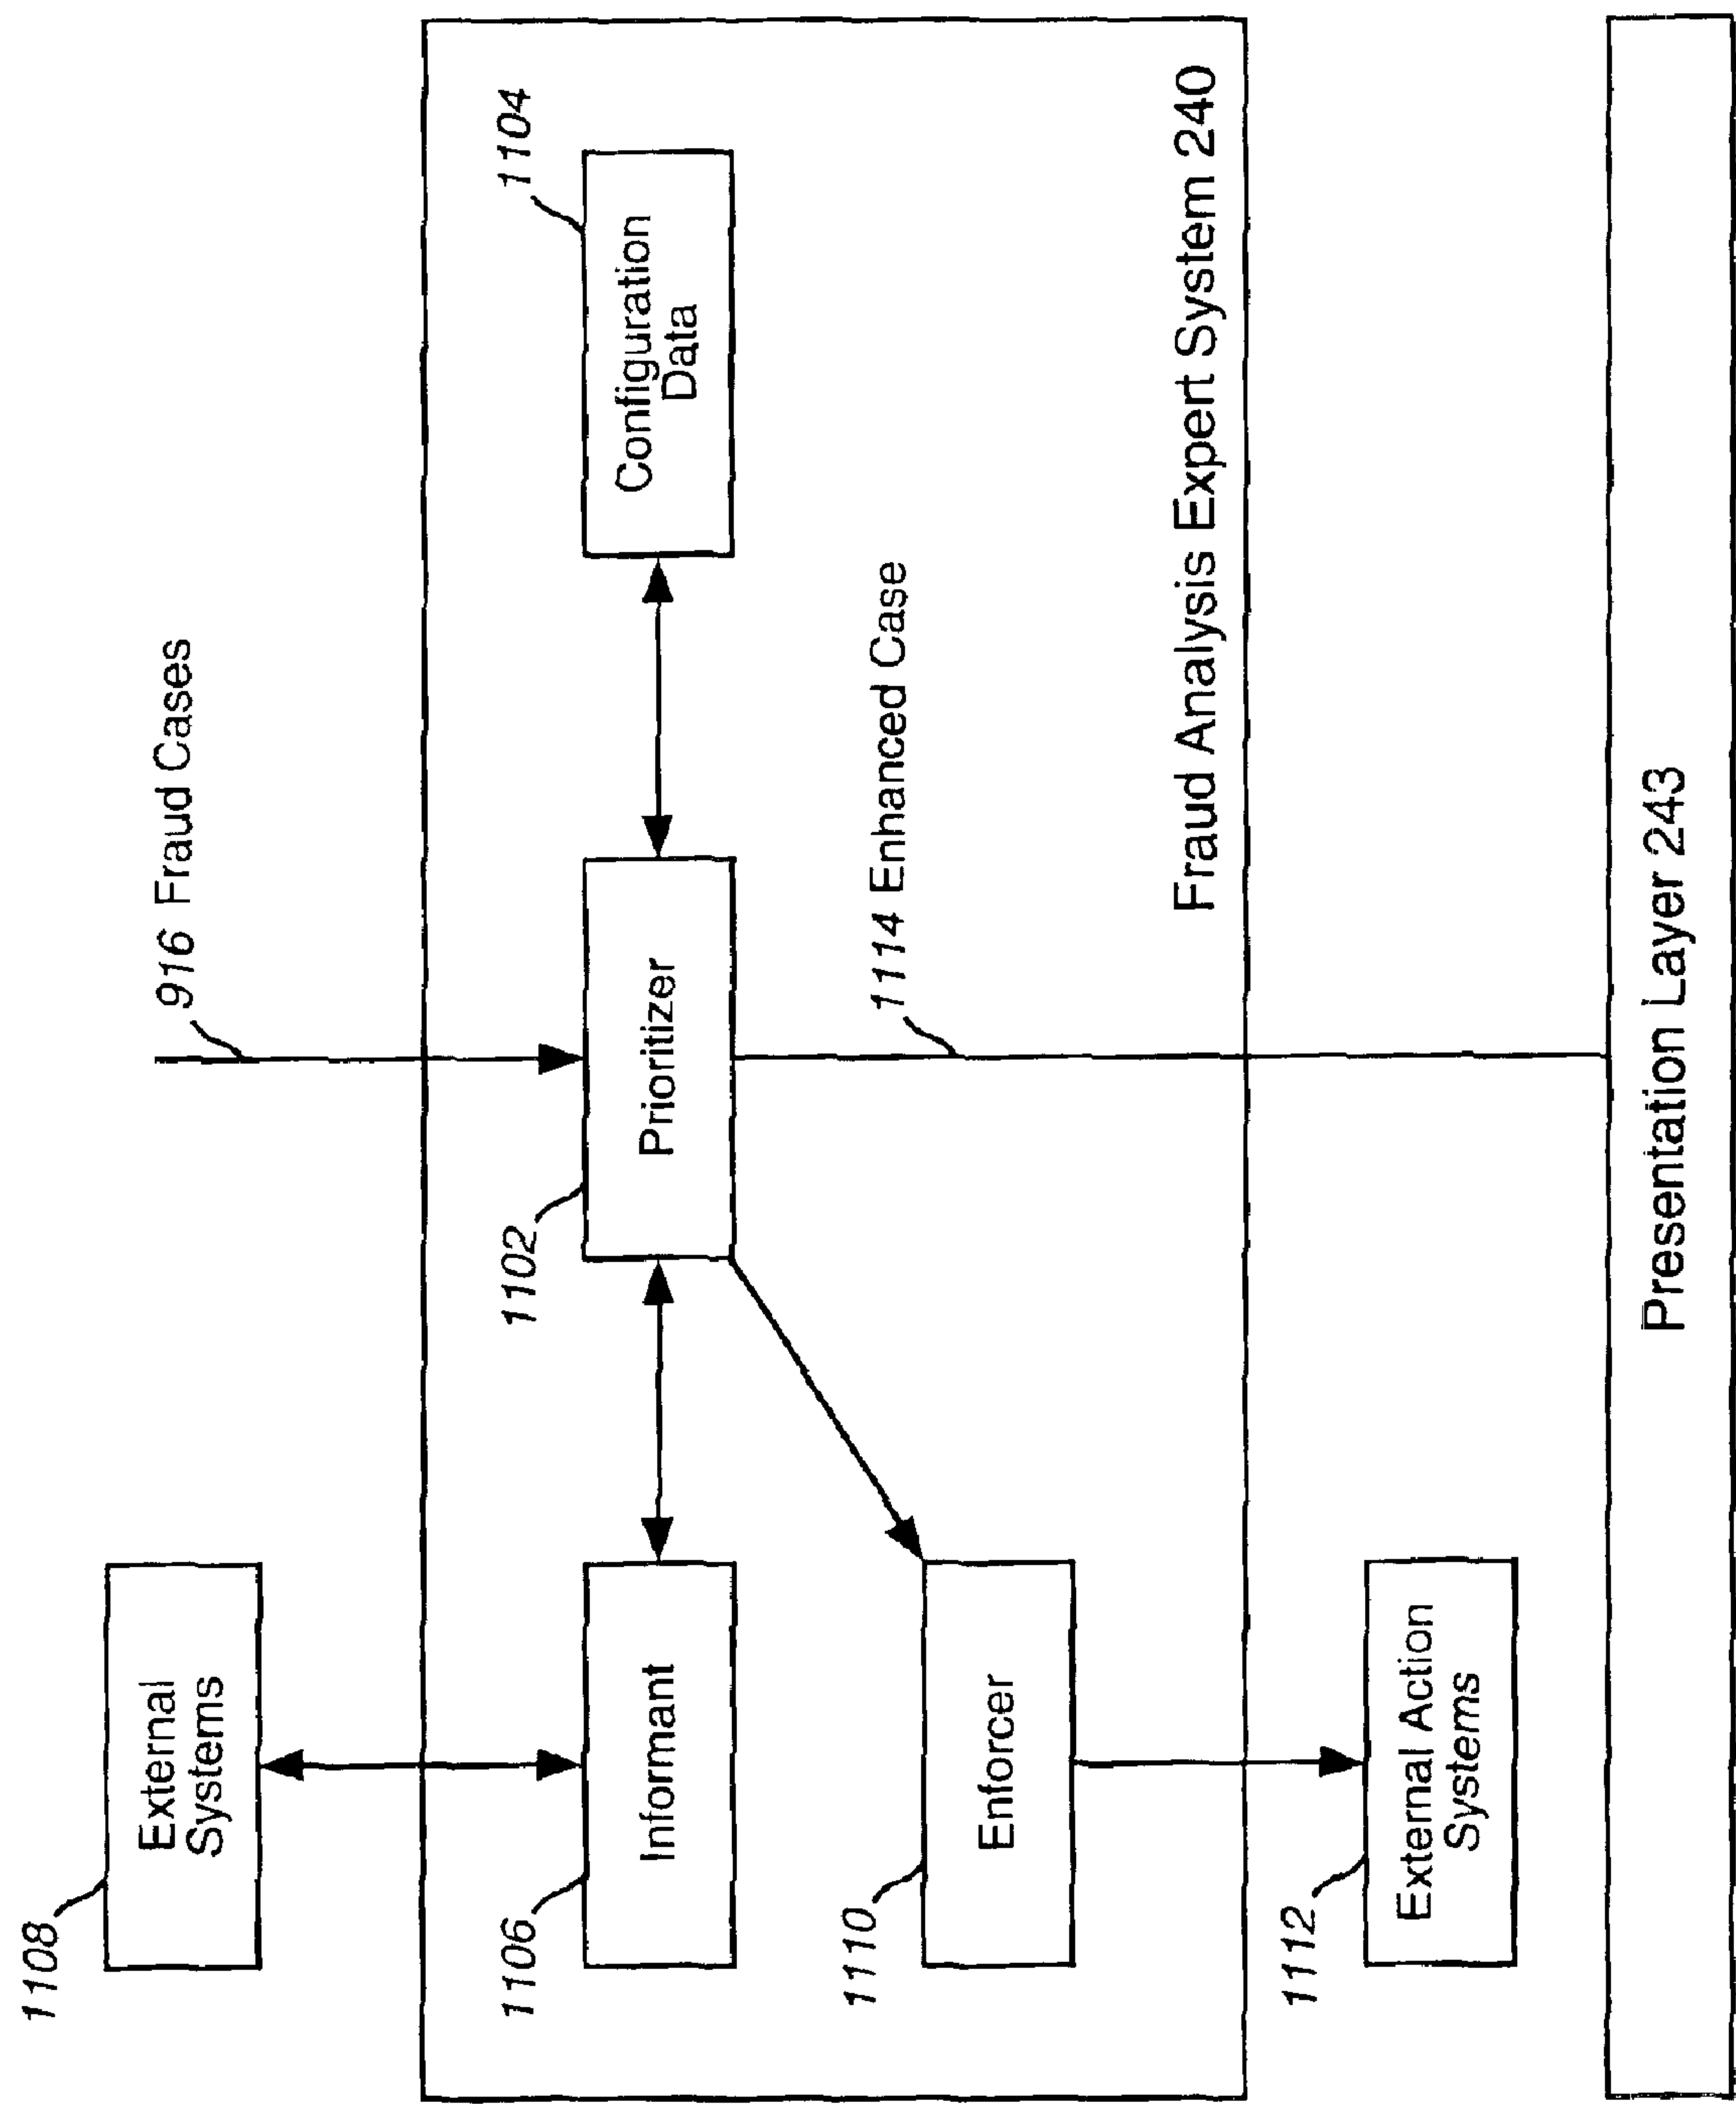 916 Fraud Cases
1108
External
Systems
1106
Informant
1102
Prioritizer
1104
Configuration
Data
1110
Enforcer
1114 Enhanced Case
Fraud Analysis Expert System 240
1112
External Action
Systems
Presentation Layer 243